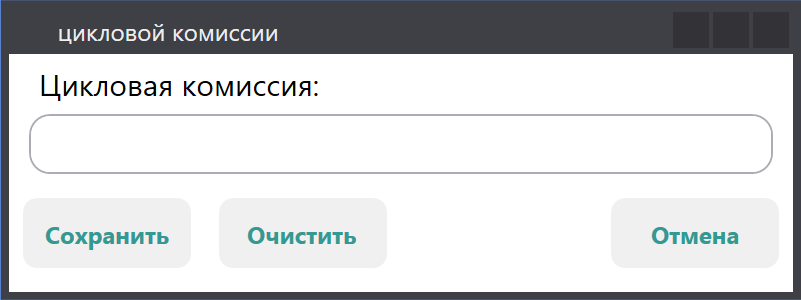 цикловой комиссии
Цикловая комиссия:
Сохранить Очистить Отмена